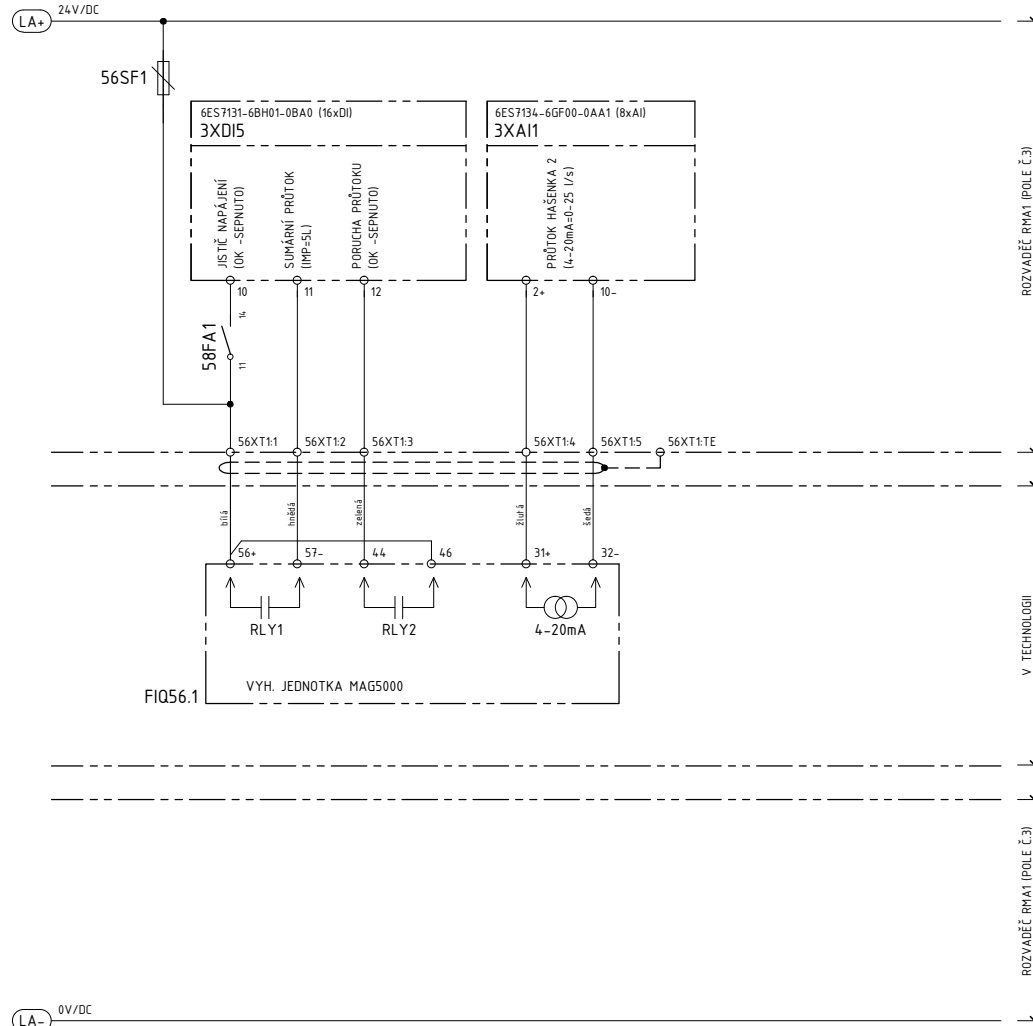 LA+
24V/DC
56SF1
6ES7131-6BH01-0BA0 (16xDI)
3XDI5
6ES7134-6GF00-0AA1 (8xAI)
3XAI1
JISTIČ NAPÁJENÍ
(OK -SEPNUTO)
SUMÁRNÍ PRŮTOK
(IMP=5L)
PORUCHA PRŮTOKU
(OK -SEPNUTO)
PRŮTOK HAŠENKA 2
(4-20mA=0-25 l/s)
ROZVADĚČ RMA1 (POLE Č.3)
10
11
12
2+
10-
14
58FA1
11
56XT1:1
56XT1:2
56XT1:3
56XT1:4
56XT1:5
56XT1:TE
bílá
hnědá
zelená
žlutá
šedá
56+
57-
44
46
31+
32-
RLY1
RLY2
4-20mA
V TECHNOLOGII
FIQ56.1
VYH. JEDNOTKA MAG5000
ROZVADĚČ RMA1 (POLE Č.3)
LA-
0V/DC